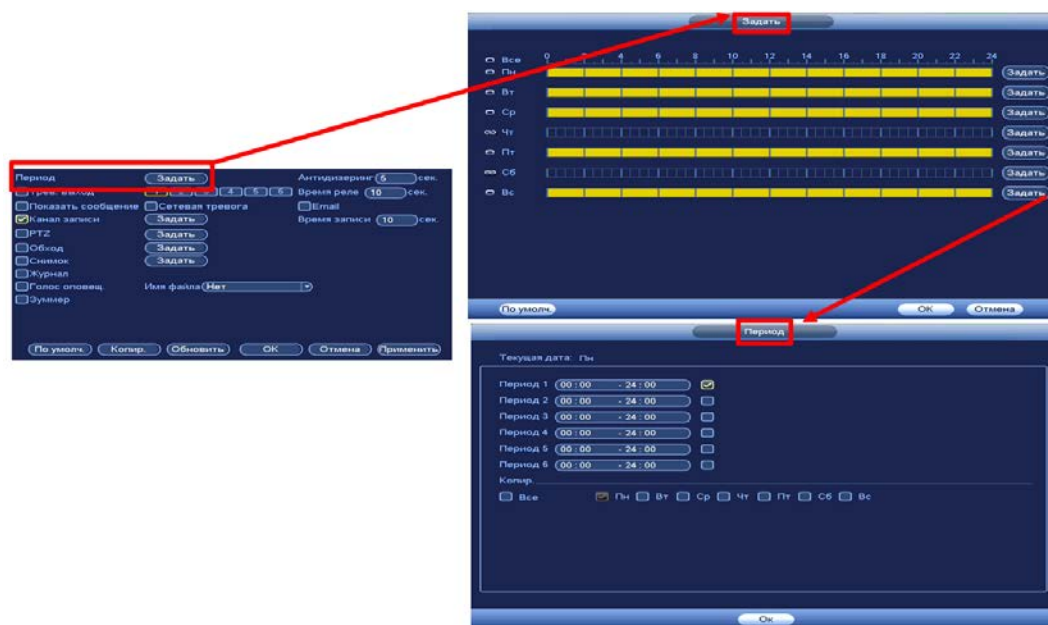 Период Задать Антидизеринг 5 сек.
Трев. выход 1 2 3 4 5 6 Время реле 10 сек.
Показать сообщение Сетевая тревога Email
Канал записи Задать Время записи 10 сек.
PTZ Задать
Обход Задать
Снимок Задать
Журнал
Голос оповещ. Имя файла Нет
Зуммер
По умолч. Копир. Обновить ОК Отмена Применить
Задать
0 2 4 6 8 10 12 14 16 18 20 22 24
Все
Пн Задать
Вт Задать
Ср Задать
Чт Задать
Пт Задать
Сб Задать
Вс Задать
По умолч. ОК Отмена
Период
Текущая дата: Пн
Период 1 00:00 - 24:00
Период 2 00:00 - 24:00
Период 3 00:00 - 24:00
Период 4 00:00 - 24:00
Период 5 00:00 - 24:00
Период 6 00:00 - 24:00
Копир.
Все Пн Вт Ср Чт Пт Сб Вс
Ок